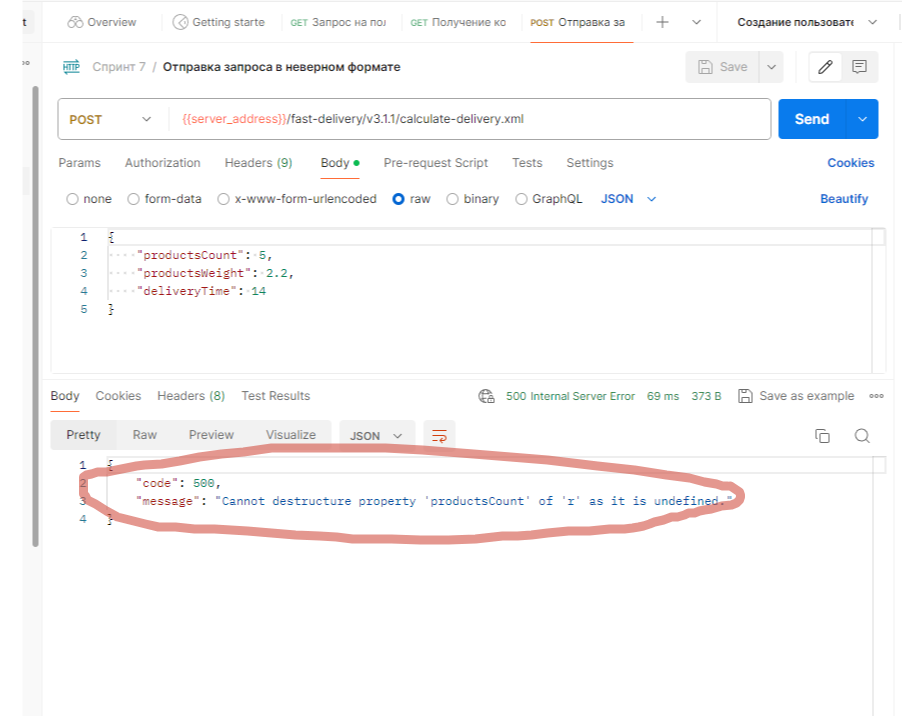 t Overview Getting starte GET Запрос на пол GET Получение ко POST Отправка за Создание пользовате
HTTP Спринт 7 / Отправка запроса в неверном формате Save
POST {{server_address}}/fast-delivery/v3.1.1/calculate-delivery.xml Send
Params Authorization Headers (9) Body Pre-request Script Tests Settings Cookies
none form-data x-www-form-urlencoded raw binary GraphQL JSON Beautify
1 {
2 "productsCount": 5,
3 "productsWeight": 2.2,
4 "deliveryTime": 14
5 }
Body Cookies Headers (8) Test Results 500 Internal Server Error 69 ms 373 B Save as example
Pretty Raw Preview Visualize JSON
1 {
2 "code": 500,
3 "message": "Cannot destructure property 'productsCount' of 'r' as it is undefined."
4 }